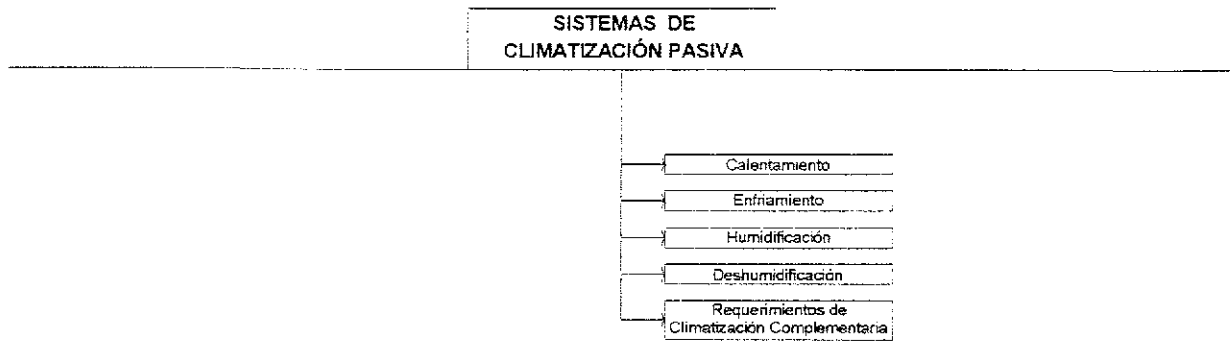 SISTEMAS DE
CLIMATIZACIÓN PASIVA
Calentamiento
Enfriamiento
Humidificación
Deshumidificación
Requerimientos de
Climatización Complementaria